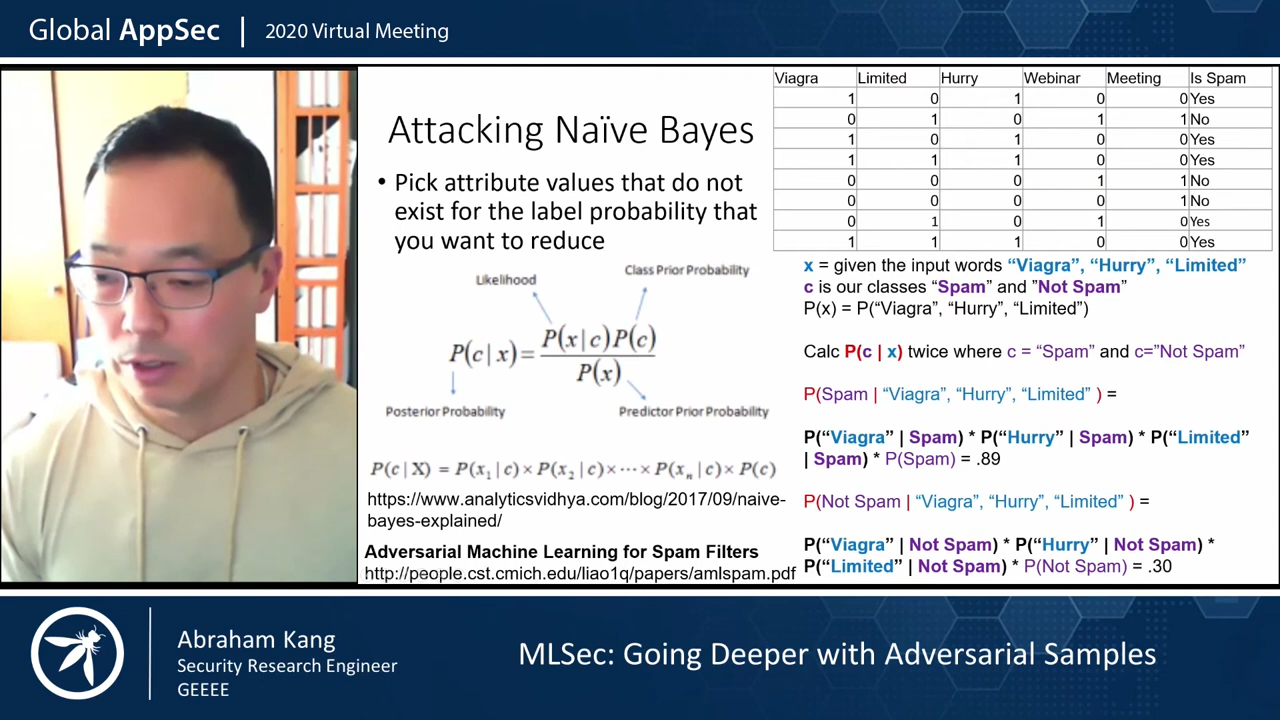 Global AppSec | 2020 Virtual Meeting
Attacking Naïve Bayes
• Pick attribute values that do not
exist for the label probability that
you want to reduce
Likelihood
Class Prior Probability
P(c | x) = P(x | c)P(c) / P(x)
Posterior Probability
Predictor Prior Probability
P(c | X) = P(x₁ | c) × P(x₂ | c) × ··· × P(xₙ | c) × P(c)
https://www.analyticsvidhya.com/blog/2017/09/naive-
bayes-explained/
Adversarial Machine Learning for Spam Filters
http://people.cst.cmich.edu/liao1q/papers/amlspam.pdf
Viagra Limited Hurry Webinar Meeting Is Spam
1 0 1 0 0 Yes
0 1 0 1 1 No
1 0 1 0 0 Yes
1 1 1 0 0 Yes
0 0 0 1 1 No
0 0 0 0 1 No
0 1 0 1 0 Yes
1 1 1 0 0 Yes
x = given the input words “Viagra”, “Hurry”, “Limited”
c is our classes “Spam” and ”Not Spam”
P(x) = P(“Viagra”, “Hurry”, “Limited”)
Calc P(c | x) twice where c = “Spam” and c=”Not Spam”
P(Spam | “Viagra”, “Hurry”, “Limited” ) =
P(“Viagra” | Spam) * P(“Hurry” | Spam) * P(“Limited”
| Spam) * P(Spam) = .89
P(Not Spam | “Viagra”, “Hurry”, “Limited” ) =
P(“Viagra” | Not Spam) * P(“Hurry” | Not Spam) *
P(“Limited” | Not Spam) * P(Not Spam) = .30
Abraham Kang
Security Research Engineer
GEEEE
MLSec: Going Deeper with Adversarial Samples